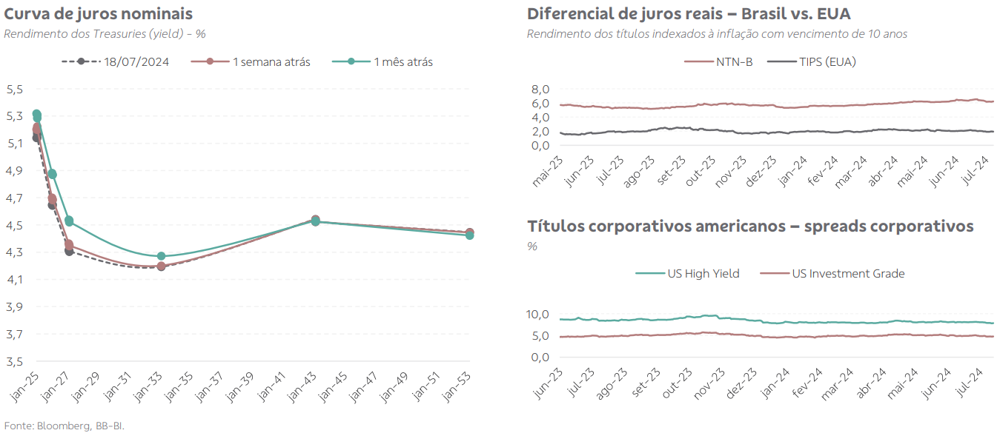 Curva de juros nominais
Rendimento dos Treasuries (yield) - %
18/07/2024 1 semana atrás 1 mês atrás
5,5
5,3
5,1
4,9
4,7
4,5
4,3
4,1
3,9
3,7
3,5
jan-25 jan-27 jan-29 jan-31 jan-33 jan-35 jan-37 jan-39 jan-41 jan-43 jan-45 jan-47 jan-49 jan-51 jan-53
Fonte: Bloomberg, BB-BI.
Diferencial de juros reais – Brasil vs. EUA
Rendimento dos títulos indexados à inflação com vencimento de 10 anos
NTN-B TIPS (EUA)
8,0
6,0
4,0
2,0
0,0
mai-23 jun-23 jul-23 ago-23 set-23 out-23 nov-23 dez-23 jan-24 fev-24 mar-24 abr-24 mai-24 jun-24 jul-24
Títulos corporativos americanos – spreads corporativos
%
US High Yield US Investment Grade
10,0
5,0
0,0
jun-23 jul-23 ago-23 set-23 out-23 nov-23 dez-23 jan-24 fev-24 mar-24 abr-24 mai-24 jun-24 jul-24